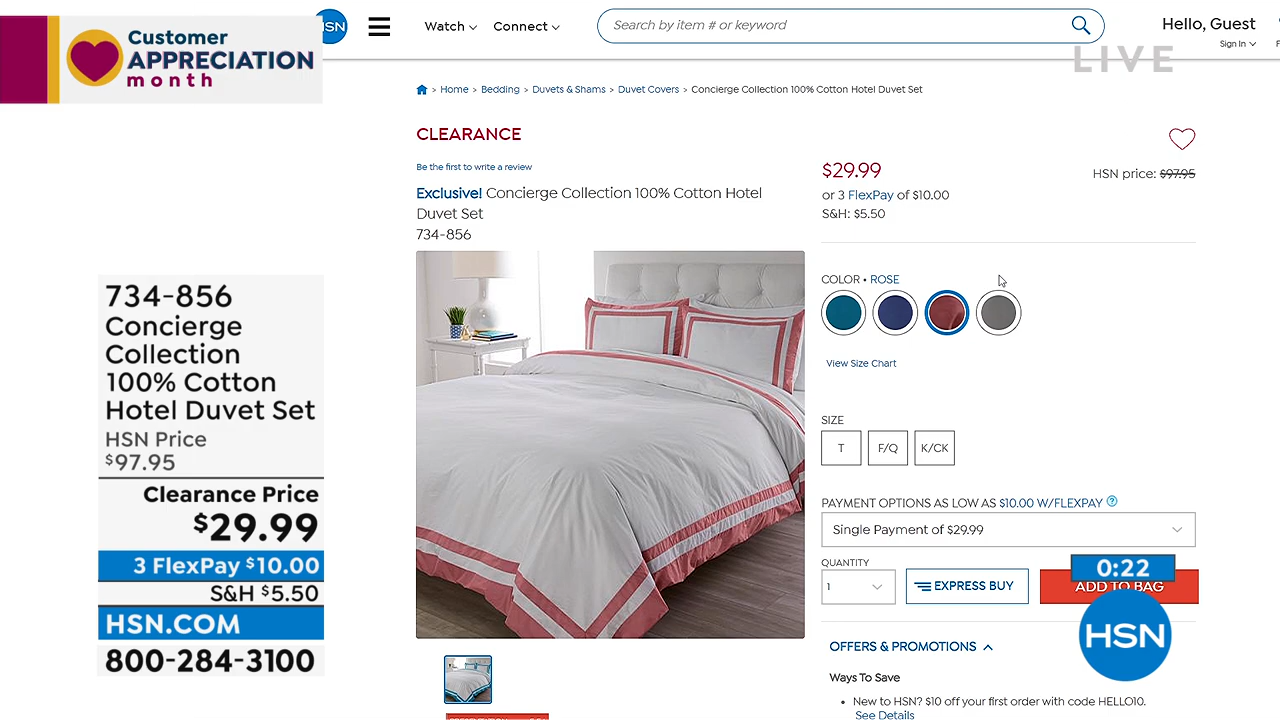 Customer
APPRECIATION
month
HSN
Watch
Connect
Search by item # or keyword
Hello, Guest
Sign In
LIVE
> Home > Bedding > Duvets & Shams > Duvet Covers > Concierge Collection 100% Cotton Hotel Duvet Set
CLEARANCE
Be the first to write a review
Exclusive! Concierge Collection 100% Cotton Hotel
Duvet Set
734-856
$29.99
HSN price: $97.95
or 3 FlexPay of $10.00
S&H: $5.50
COLOR • ROSE
View Size Chart
SIZE
T
F/Q
K/CK
PAYMENT OPTIONS AS LOW AS $10.00 W/FLEXPAY ?
Single Payment of $29.99
QUANTITY
1
EXPRESS BUY
0:22
ADD TO BAG
HSN
OFFERS & PROMOTIONS
Ways To Save
• New to HSN? $10 off your first order with code HELLO10.
See Details
734-856
Concierge
Collection
100% Cotton
Hotel Duvet Set
HSN Price
$97.95
Clearance Price
$29.99
3 FlexPay $10.00
S&H $5.50
HSN.COM
800-284-3100